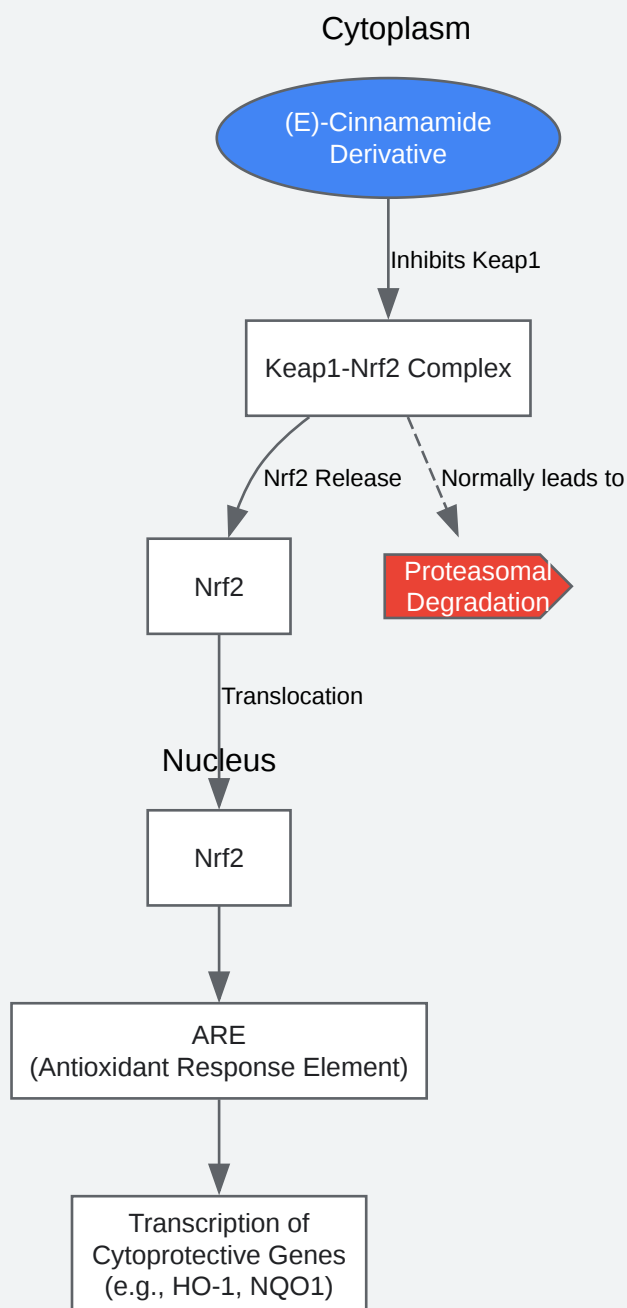 Cytoplasm
(E)-Cinnamamide
Derivative
Inhibits Keap1
Keap1-Nrf2 Complex
Nrf2 Release
Normally leads to
Nrf2
Proteasomal
Degradation
Translocation
Nucleus
Nrf2
ARE
(Antioxidant Response Element)
Transcription of
Cytoprotective Genes
(e.g., HO-1, NQO1)